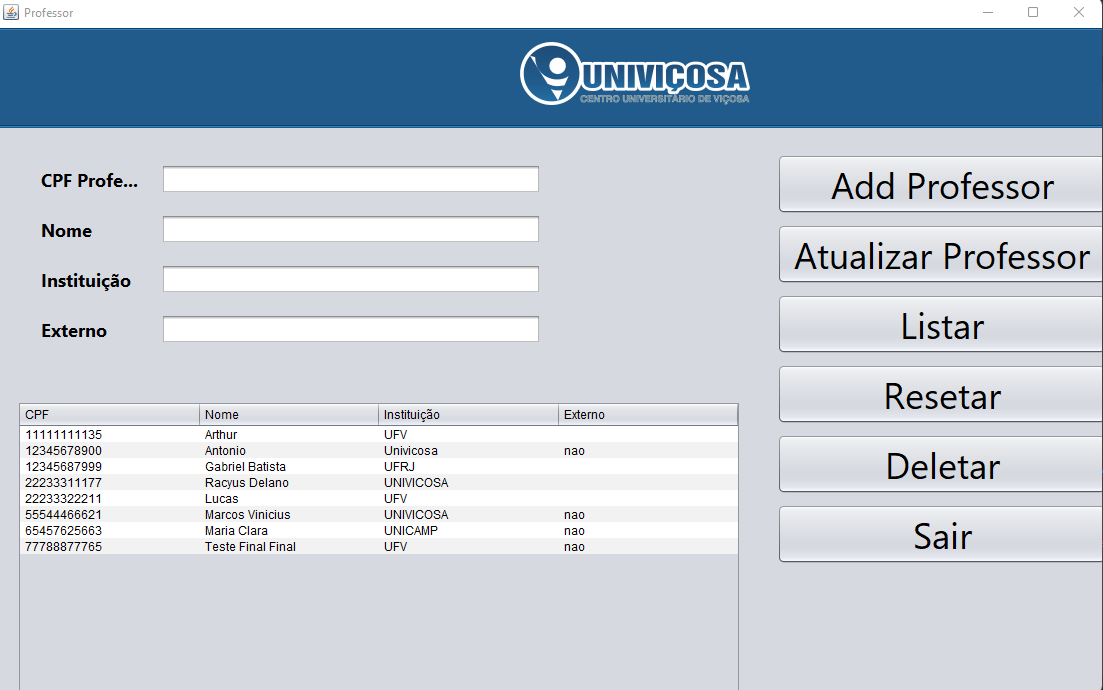 Professor
UNIVIÇOSA
CENTRO UNIVERSITÁRIO DE VIÇOSA
CPF Profe...
Nome
Instituição
Externo
Add Professor
Atualizar Professor
Listar
Resetar
Deletar
Sair
CPF Nome Instituição Externo
11111111135 Arthur UFV
12345678900 Antonio Univicosa nao
12345687999 Gabriel Batista UFRJ
22233311177 Racyus Delano UNIVICOSA
22233322211 Lucas UFV
55544466621 Marcos Vinicius UNIVICOSA nao
65457625663 Maria Clara UNICAMP nao
77788877765 Teste Final Final UFV nao